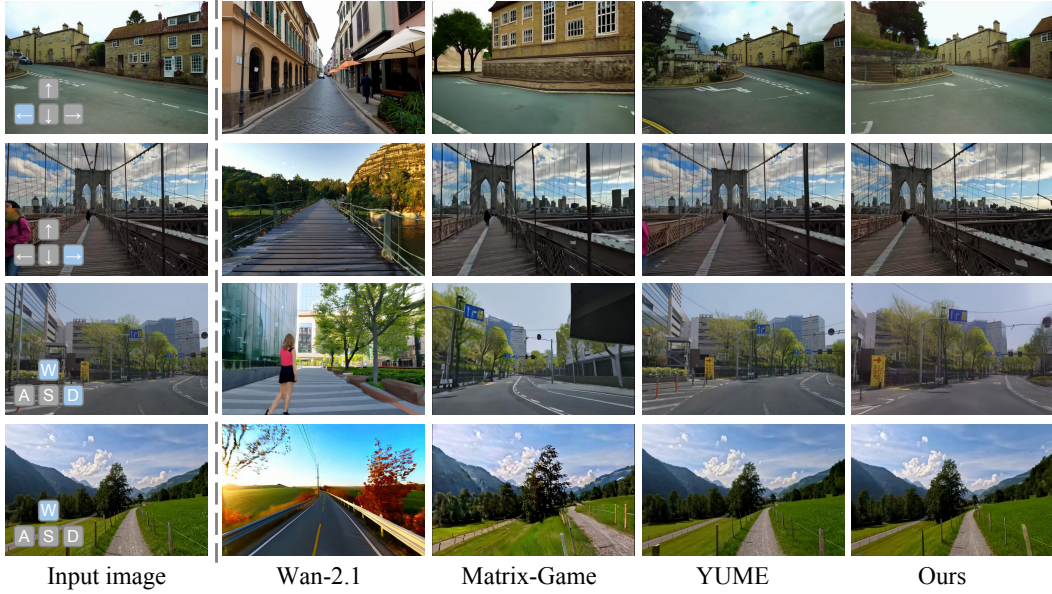 ↑
← ↓ →
↑
← ↓ →
W
A S D
W
A S D
Input image Wan-2.1 Matrix-Game YUME Ours